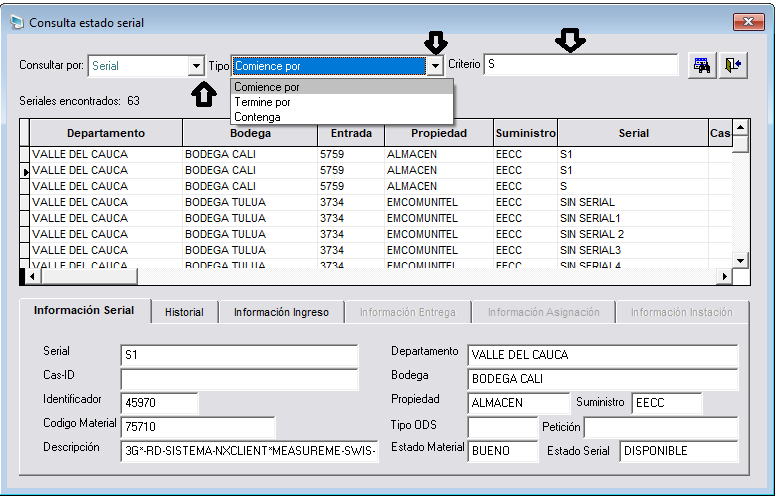 Consulta estado serial
Consultar por: Serial Tipo Comience por Criterio S
Comience por
Termine por
Contenga
Seriales encontrados: 63
Departamento Bodega Entrada Propiedad Suministro Serial Cas
VALLE DEL CAUCA BODEGA CALI 5759 ALMACEN EECC S1
VALLE DEL CAUCA BODEGA CALI 5759 ALMACEN EECC S1
VALLE DEL CAUCA BODEGA CALI 5759 ALMACEN EECC S
VALLE DEL CAUCA BODEGA TULUA 3734 EMCOMUNITEL EECC SIN SERIAL
VALLE DEL CAUCA BODEGA TULUA 3734 EMCOMUNITEL EECC SIN SERIAL1
VALLE DEL CAUCA BODEGA TULUA 3734 EMCOMUNITEL EECC SIN SERIAL 2
VALLE DEL CAUCA BODEGA TULUA 3734 EMCOMUNITEL EECC SIN SERIAL3
VALLE DEL CAUCA BODEGA TULUA 3734 EMCOMUNITEL EECC SIN SERIAL4
Información Serial Historial Información Ingreso Información Entrega Información Asignación Información Instación
Serial S1 Departamento VALLE DEL CAUCA
Cas-ID Bodega BODEGA CALI
Identificador 45970 Propiedad ALMACEN Suministro EECC
Codigo Material 75710 Tipo ODS Petición
Descripción 3G*-RD-SISTEMA-NXCLIENT*MEASUREME-SWIS- Estado Material BUENO Estado Serial DISPONIBLE